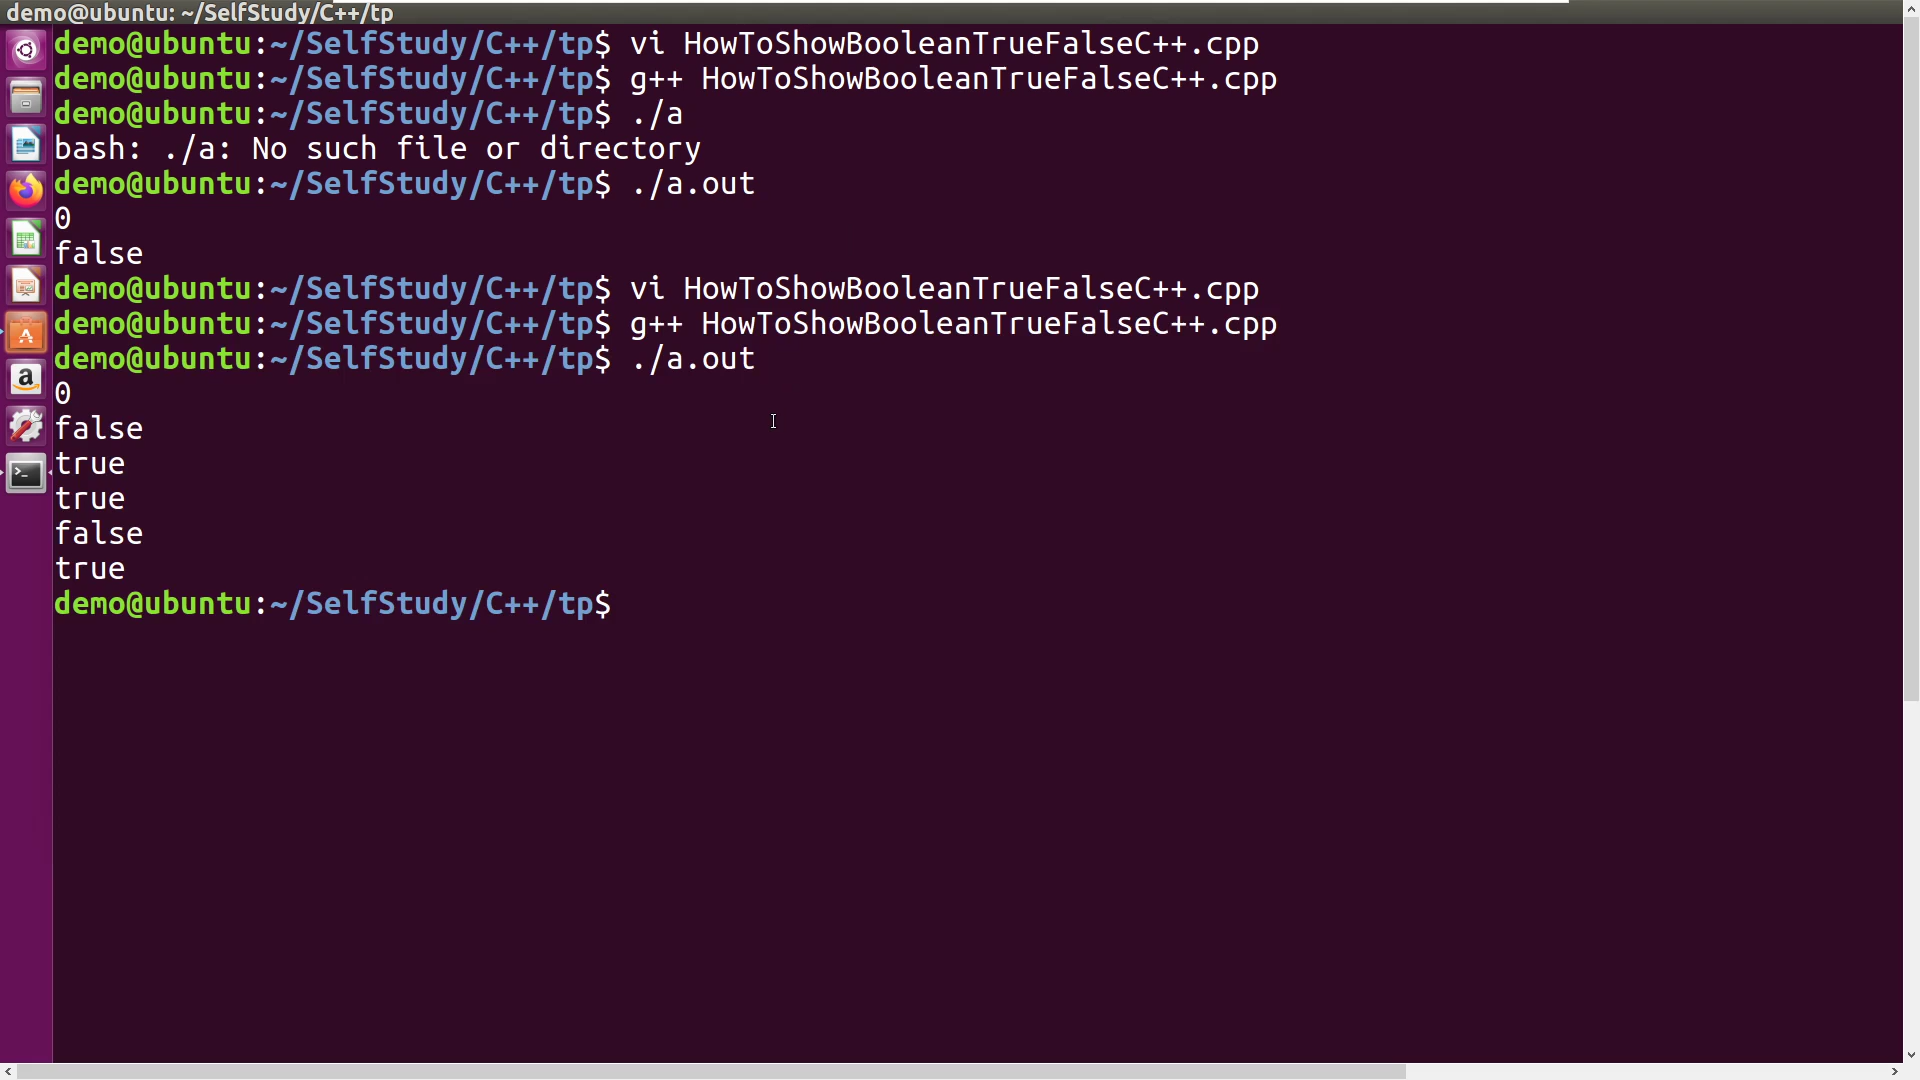 demo@ubuntu: ~/SelfStudy/C++/tp
demo@ubuntu:~/SelfStudy/C++/tp$ vi HowToShowBooleanTrueFalseC++.cpp
demo@ubuntu:~/SelfStudy/C++/tp$ g++ HowToShowBooleanTrueFalseC++.cpp
demo@ubuntu:~/SelfStudy/C++/tp$ ./a
bash: ./a: No such file or directory
demo@ubuntu:~/SelfStudy/C++/tp$ ./a.out
0
false
demo@ubuntu:~/SelfStudy/C++/tp$ vi HowToShowBooleanTrueFalseC++.cpp
demo@ubuntu:~/SelfStudy/C++/tp$ g++ HowToShowBooleanTrueFalseC++.cpp
demo@ubuntu:~/SelfStudy/C++/tp$ ./a.out
0
false
true
true
false
true
demo@ubuntu:~/SelfStudy/C++/tp$